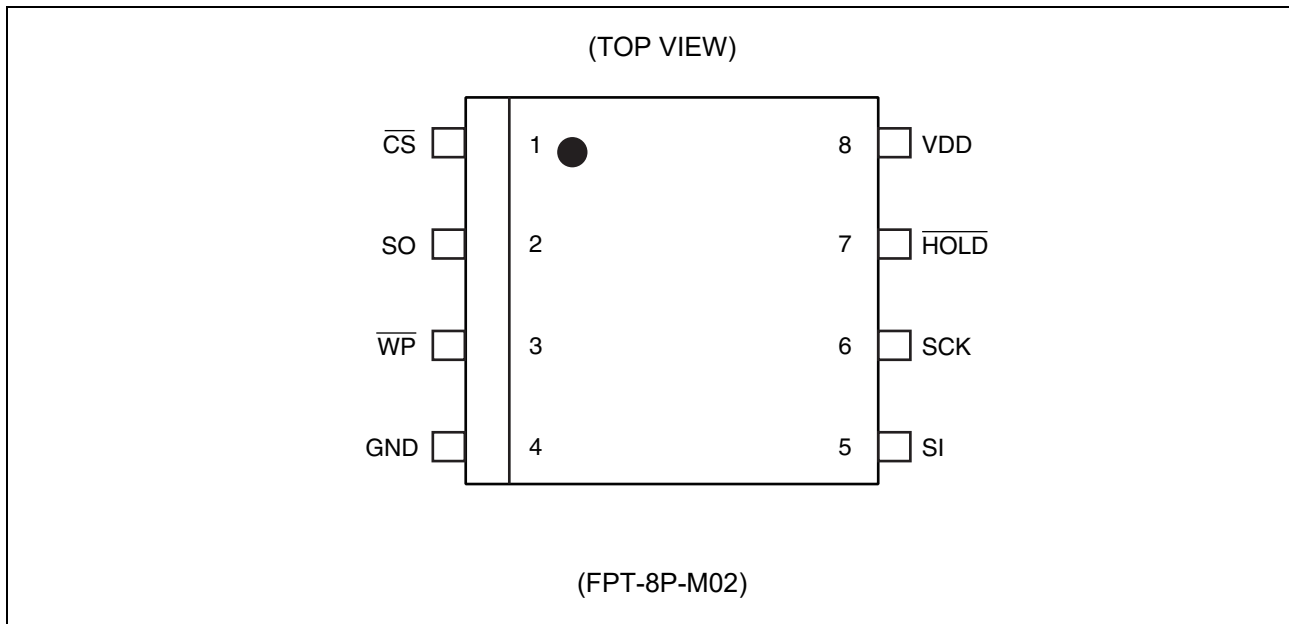 (TOP VIEW)
CS 1 8 VDD
SO 2 7 HOLD
WP 3 6 SCK
GND 4 5 SI
(FPT-8P-M02)